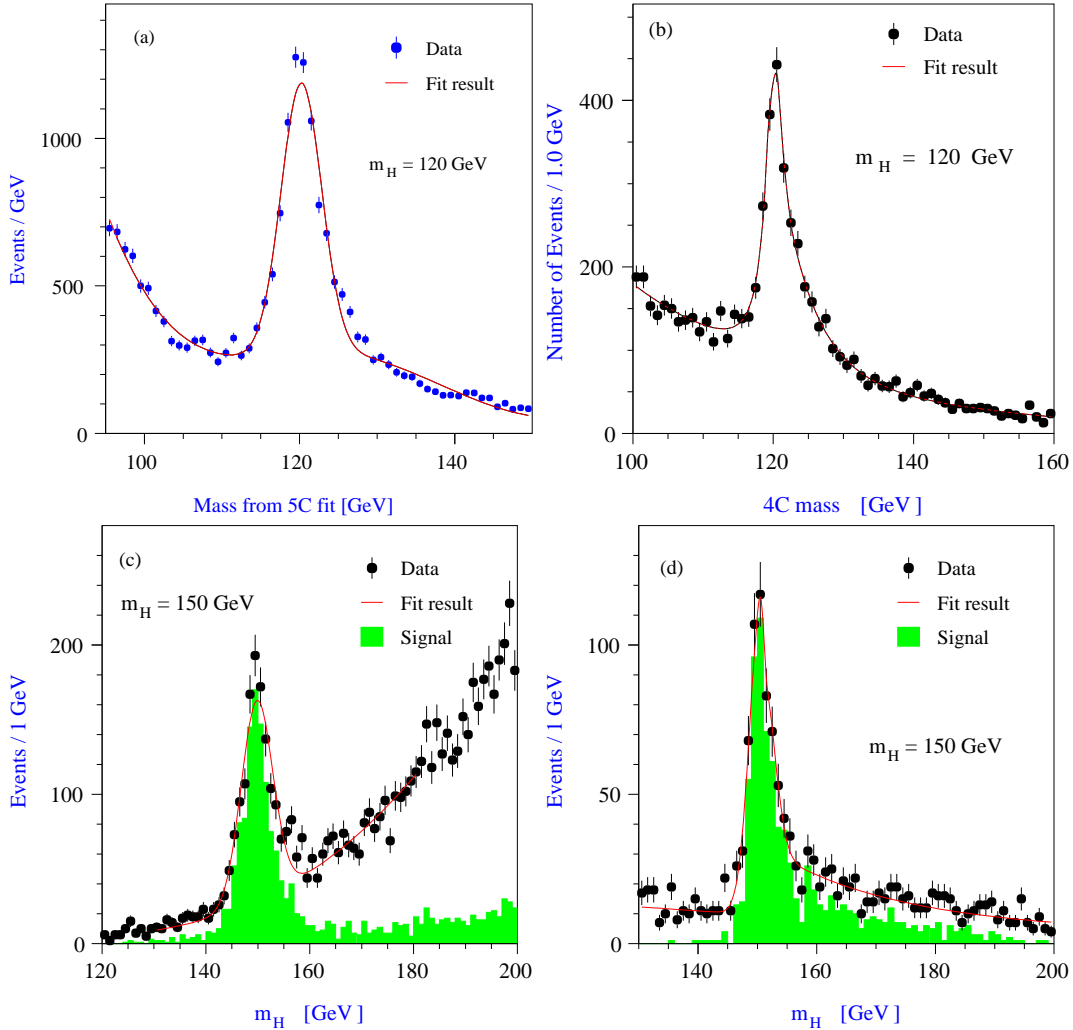 (a)
Data
Fit result
m_H = 120 GeV
Events / GeV
1000
500
0
100 120 140
Mass from 5C fit [GeV]
(b)
Data
Fit result
m_H = 120 GeV
Number of Events / 1.0 GeV
400
200
0
100 120 140 160
4C mass [GeV]
(c)
Data
m_H = 150 GeV
Fit result
Signal
Events / 1 GeV
200
100
0
120 140 160 180 200
m_H [GeV]
(d)
Data
Fit result
Signal
m_H = 150 GeV
Events / 1 GeV
100
50
0
140 160 180 200
m_H [GeV]